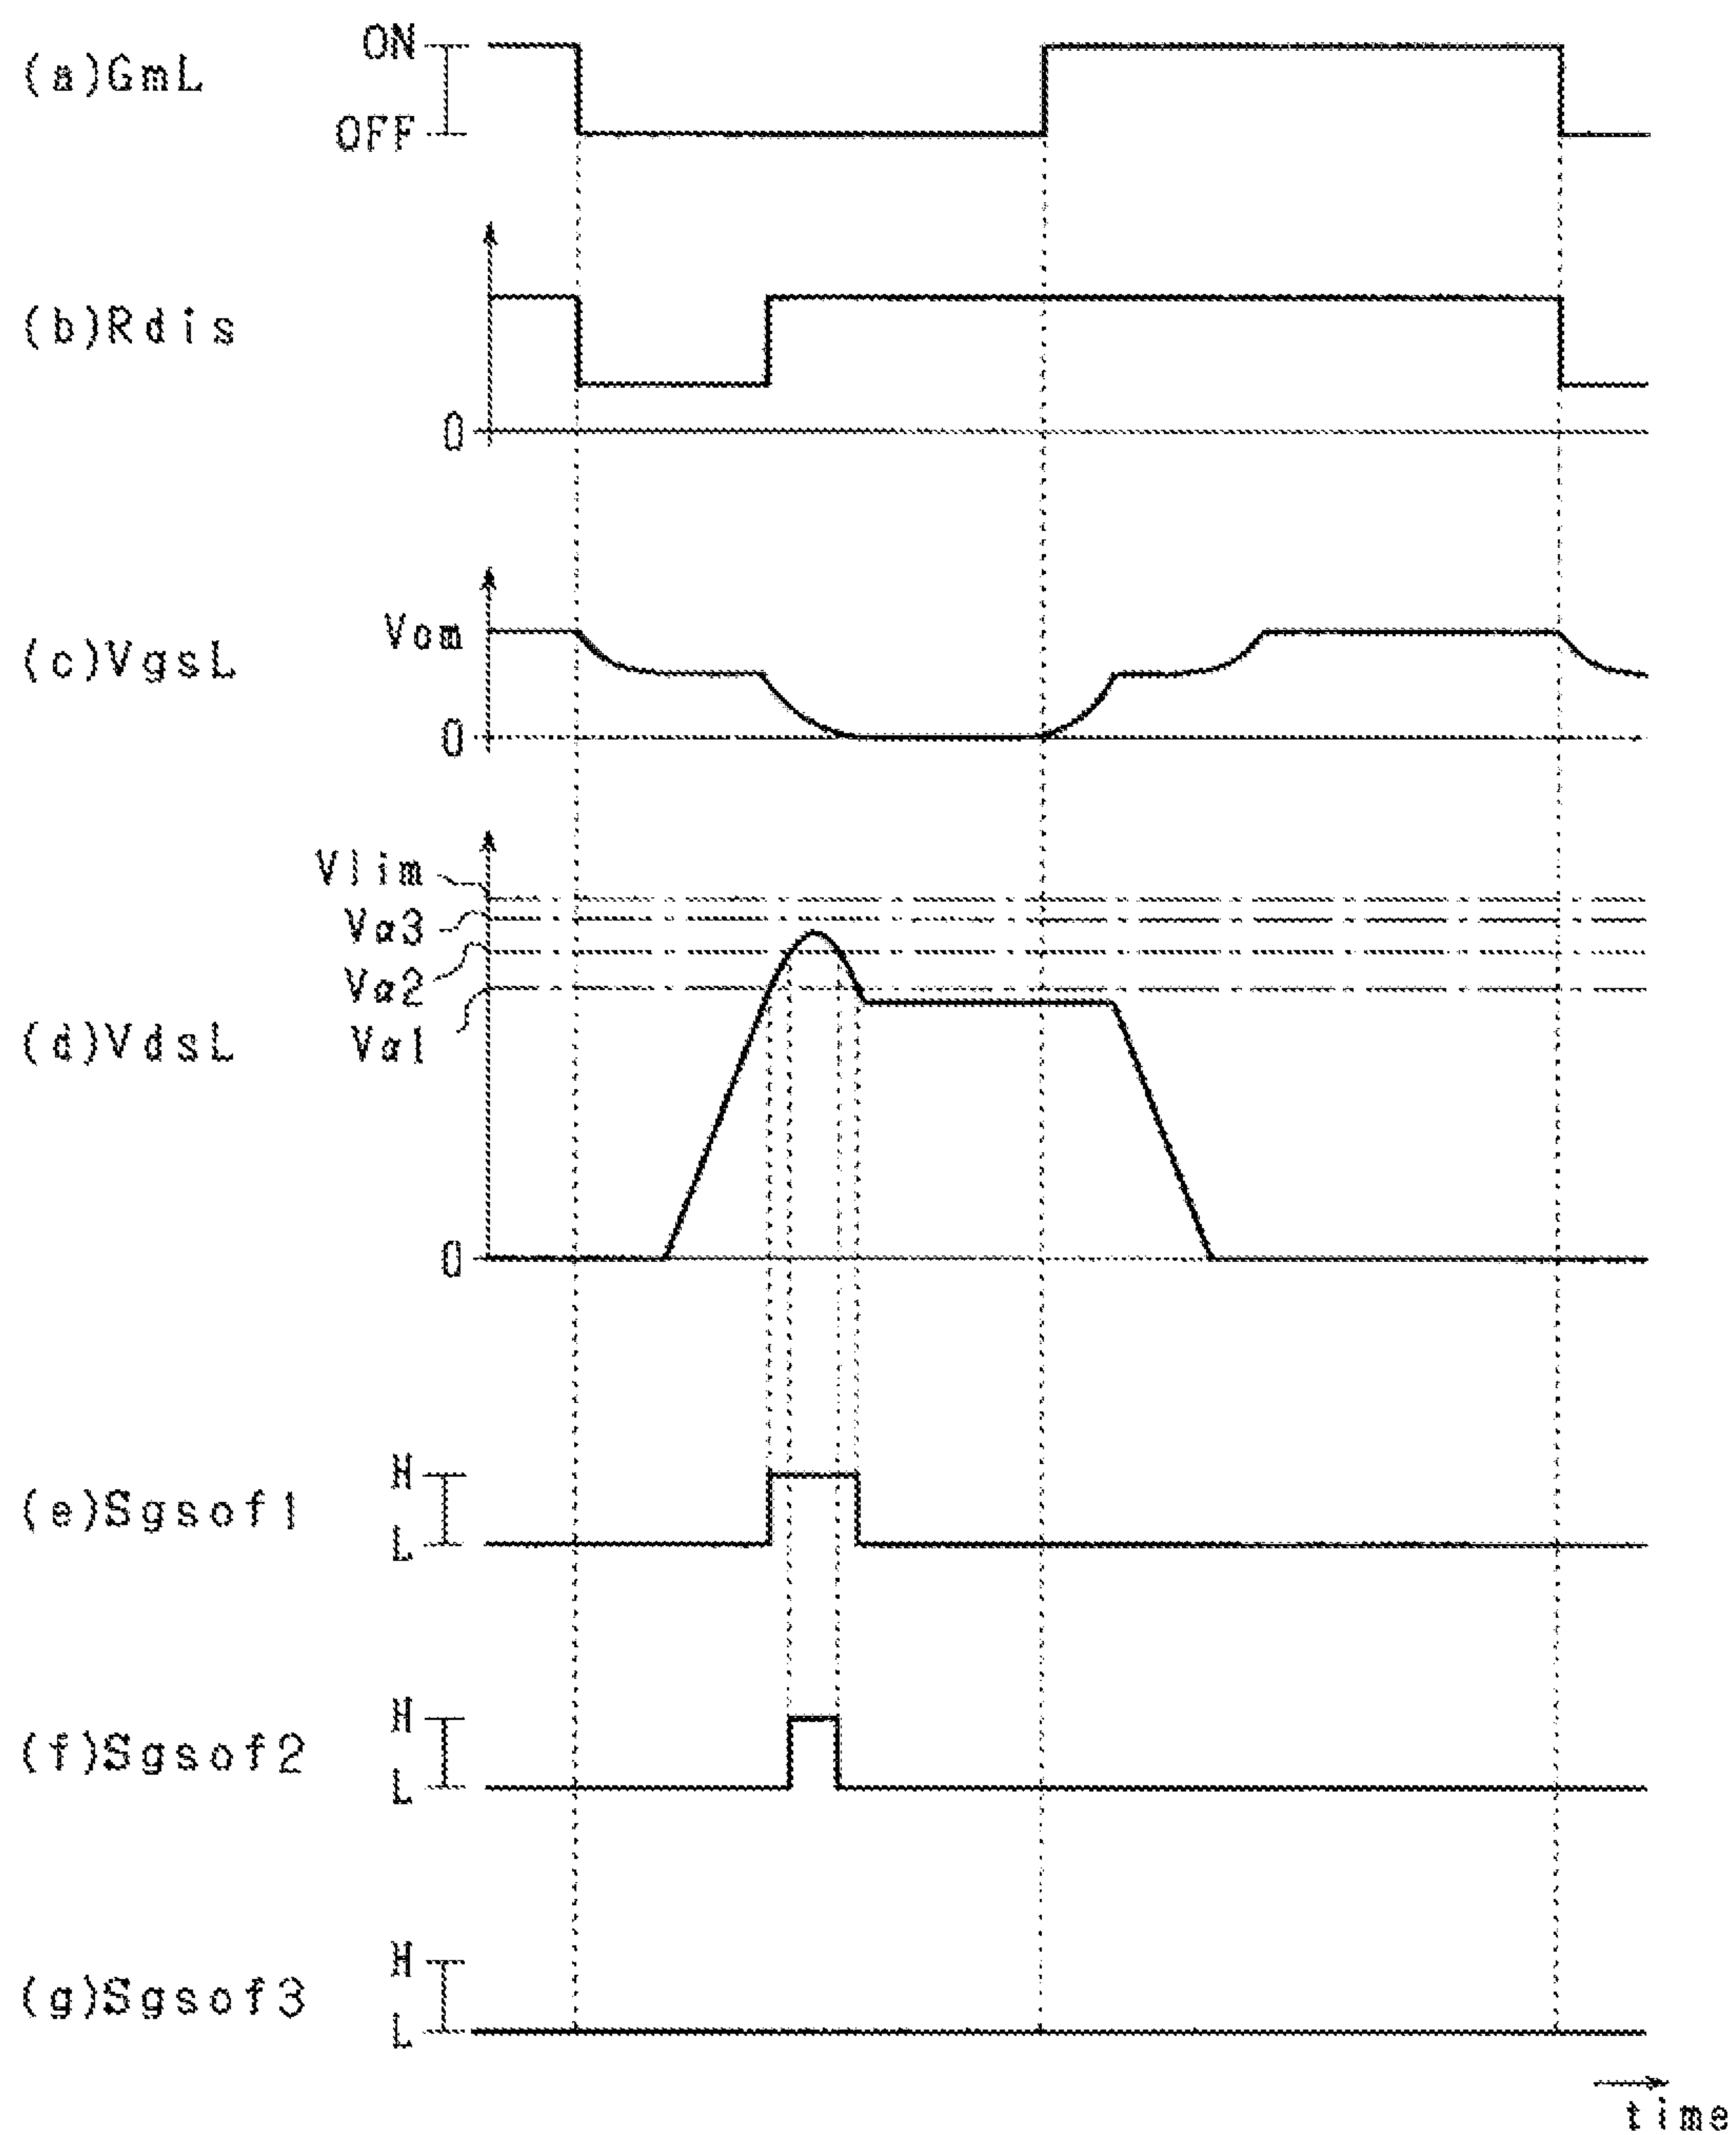 (a)GmL
ON
OFF
(b)Rdis
0
(c)VgsL
Vom
0
(d)VdsL
Vlim
Vα3
Vα2
Vα1
0
(e)Sgsof1
H
L
(f)Sgsof2
H
L
(g)Sgsof3
H
L
time